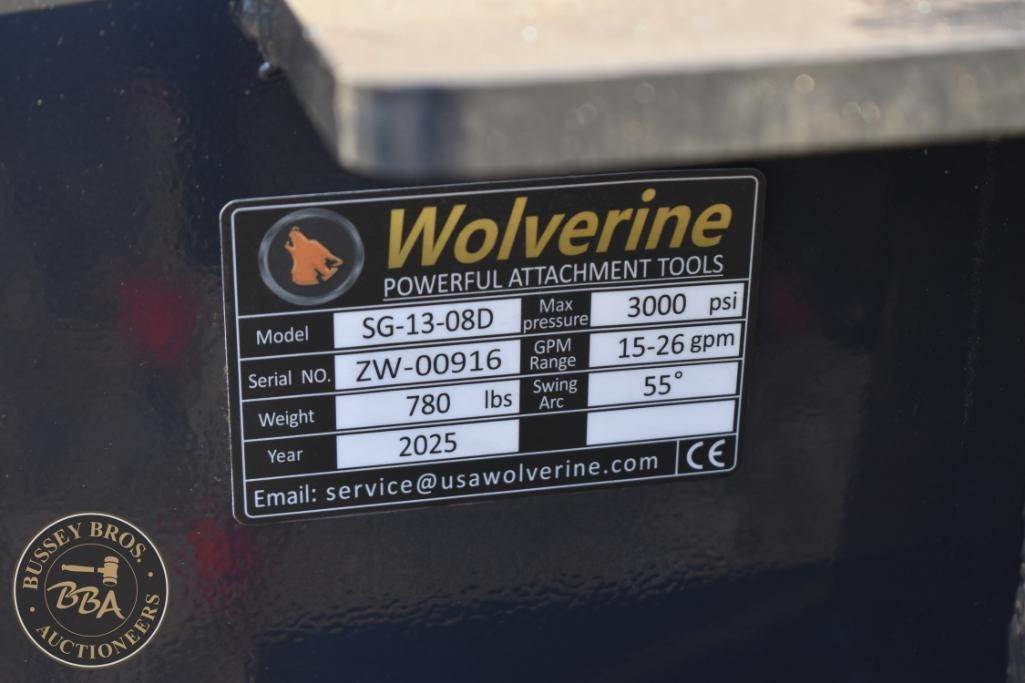 Wolverine
POWERFUL ATTACHMENT TOOLS
Model SG-13-08D Max pressure 3000 psi
Serial NO. ZW-00916 GPM Range 15-26 gpm
Weight 780 lbs Swing Arc 55°
Year 2025
Email: service@usawolverine.com CE
BUSSEY BROS.
BBA
AUCTIONEERS